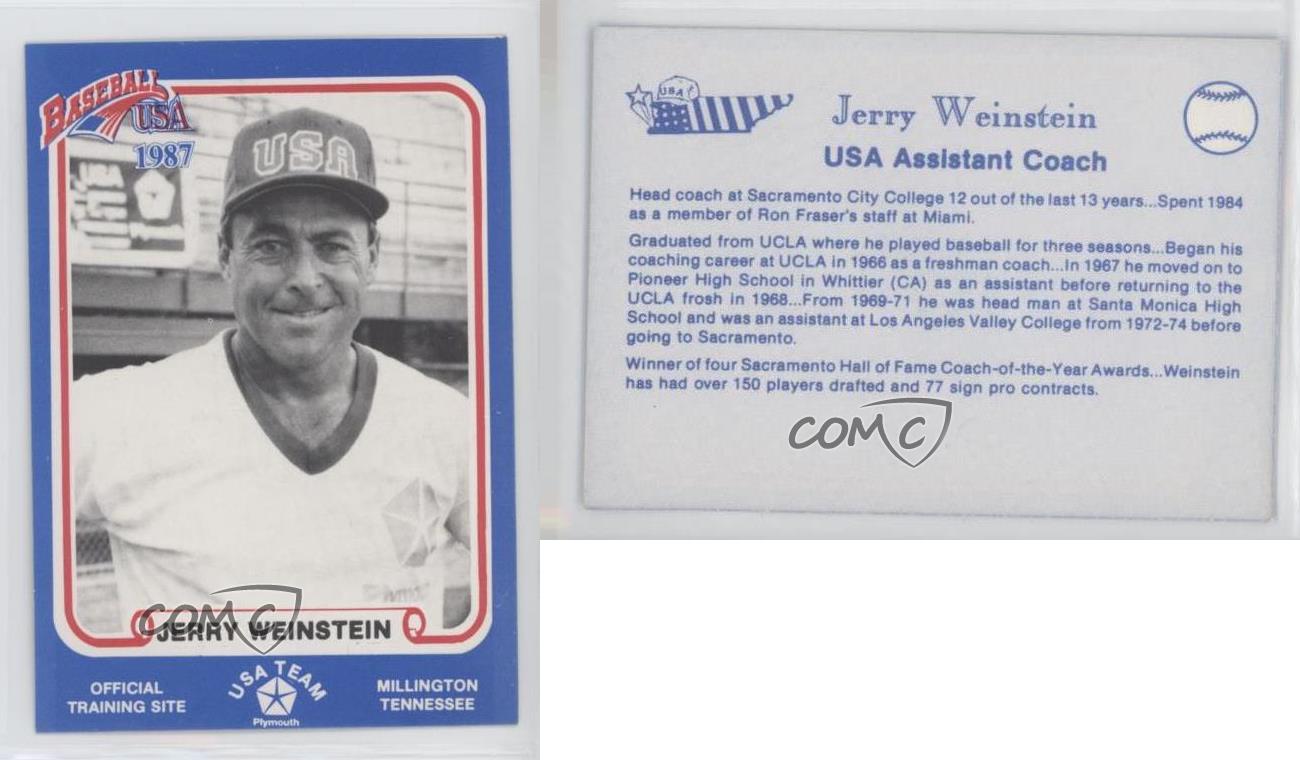 BASEBALL
USA
1987
USA
JERRY WEINSTEIN
COMC
OFFICIAL
TRAINING SITE
USA TEAM
Plymouth
MILLINGTON
TENNESSEE
USA
Jerry Weinstein
USA Assistant Coach
Head coach at Sacramento City College 12 out of the last 13 years...Spent 1984
as a member of Ron Fraser's staff at Miami.
Graduated from UCLA where he played baseball for three seasons...Began his
coaching career at UCLA in 1966 as a freshman coach...In 1967 he moved on to
Pioneer High School in Whittier (CA) as an assistant before returning to the
UCLA frosh in 1968...From 1969-71 he was head man at Santa Monica High
School and was an assistant at Los Angeles Valley College from 1972-74 before
going to Sacramento.
Winner of four Sacramento Hall of Fame Coach-of-the-Year Awards...Weinstein
has had over 150 players drafted and 77 sign pro contracts.
COMC